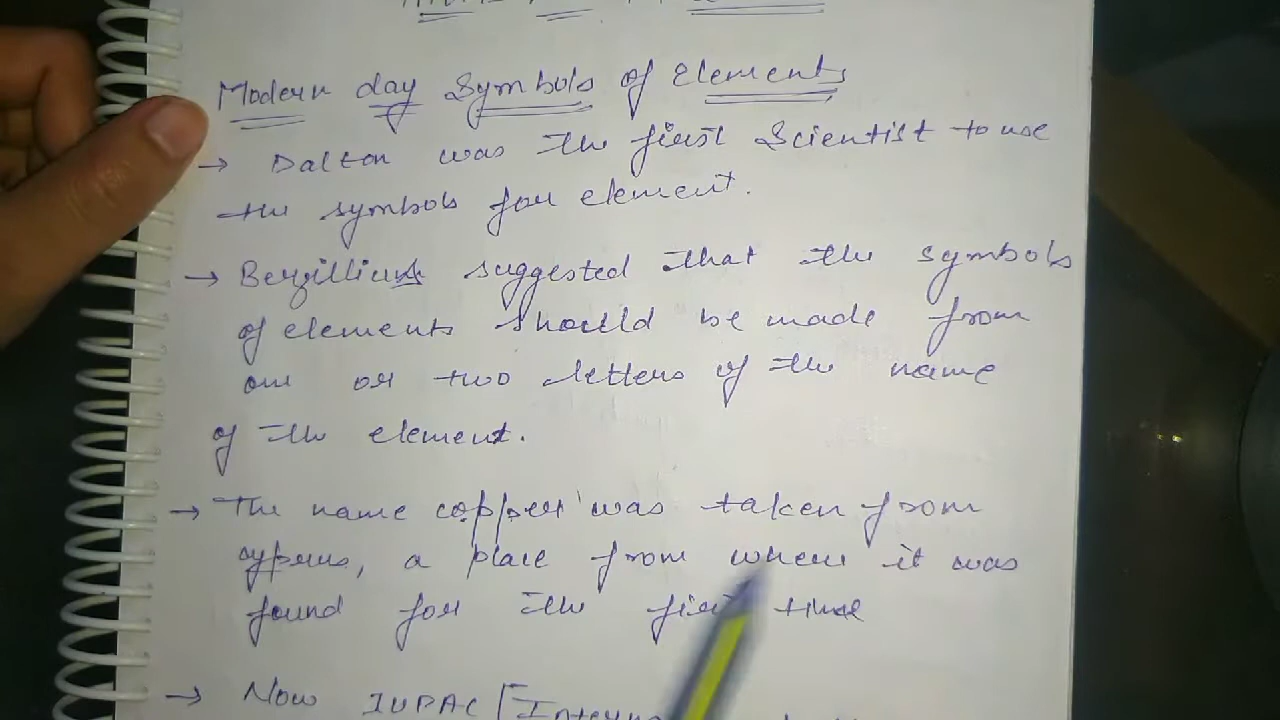 Modern day Symbols of Elements
→ Dalton was the first Scientist to use
the symbols for element.
→ Berzillius suggested that the symbols
of elements should be made from
one or two letters of the name
of the element.
→ The name copper was taken from
cyprus, a place from where it was
found for the first time
→ Now IUPAC